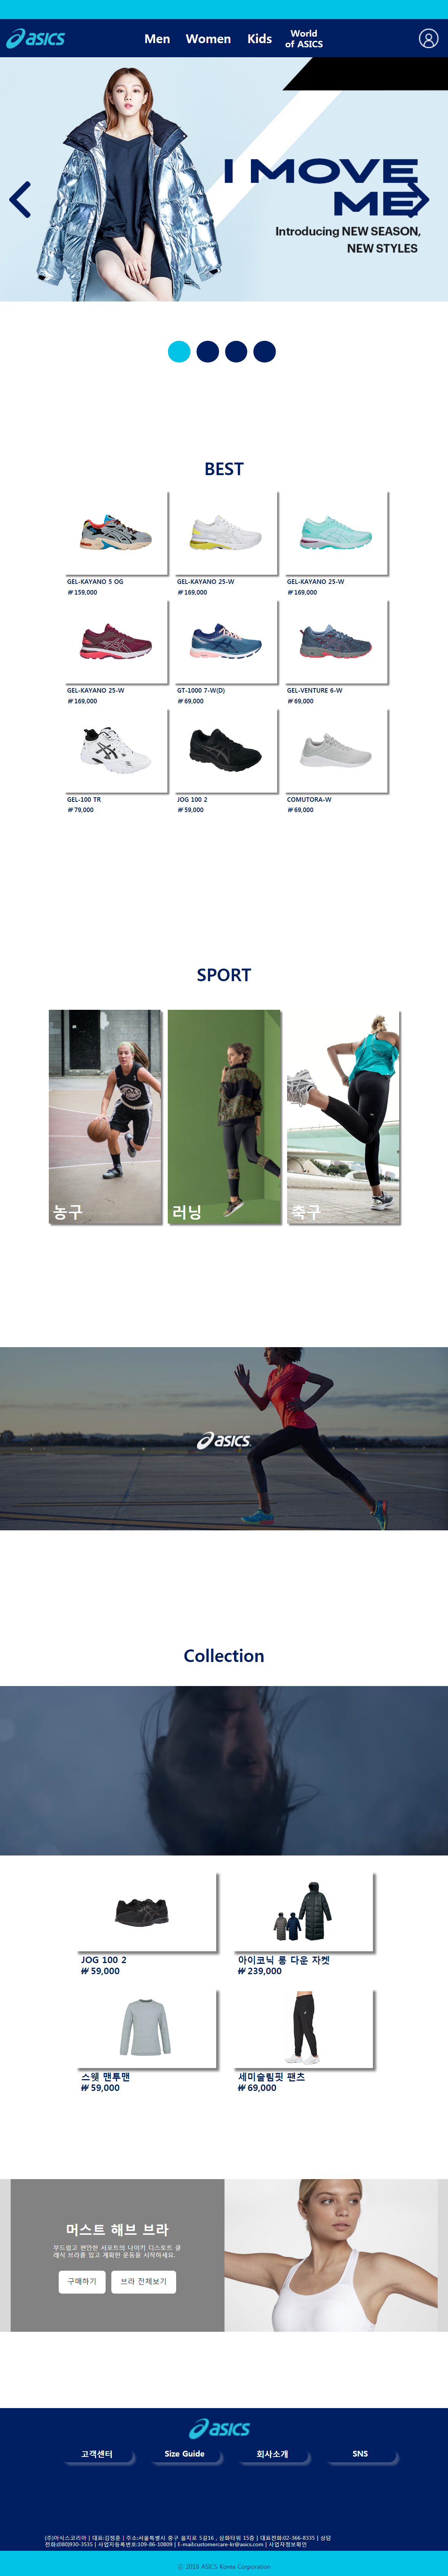 asics
Men
Women
Kids
World
of ASICS
I MOVE
ME
Introducing NEW SEASON,
NEW STYLES
BEST
GEL-KAYANO 5 OG
₩ 159,000
GEL-KAYANO 25-W
₩ 169,000
GEL-KAYANO 25-W
₩ 169,000
GEL-KAYANO 25-W
₩ 169,000
GT-1000 7-W(D)
₩ 69,000
GEL-VENTURE 6-W
₩ 69,000
GEL-100 TR
₩ 79,000
JOG 100 2
₩ 59,000
COMUTORA-W
₩ 69,000
SPORT
농구
러닝
축구
asics
Collection
JOG 100 2
₩ 59,000
아이코닉 롱 다운 자켓
₩ 239,000
스웻 맨투맨
₩ 59,000
세미슬림핏 팬츠
₩ 69,000
머스트 해브 브라
부드럽고 편안한 서포트의 나이키 디스토트 클
래식 브라를 입고 계획한 운동을 시작하세요.
구매하기
브라 전체보기
asics
고객센터
Size Guide
회사소개
SNS
(주)아식스코리아 | 대표:김정훈 | 주소:서울특별시 중구 을지로 5길16 , 삼화타워 15층 | 대표전화:02-366-8335 | 상담
전화:(080)930-3535 | 사업자등록번호:109-86-10809 | E-mail:customercare-kr@asics.com | 사업자정보확인
ⓒ 2018 ASICS Korea Corporation